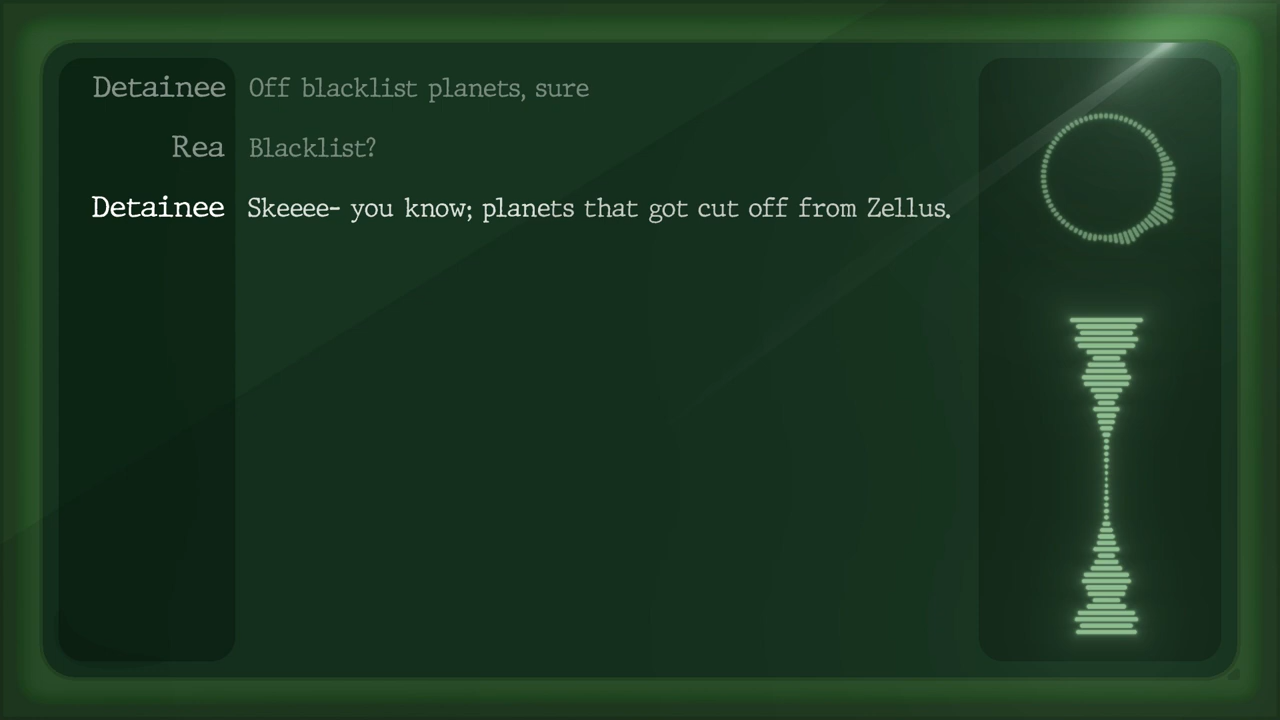 Detainee Off blacklist planets, sure
Rea Blacklist?
Detainee Skeeee- you know; planets that got cut off from Zellus.